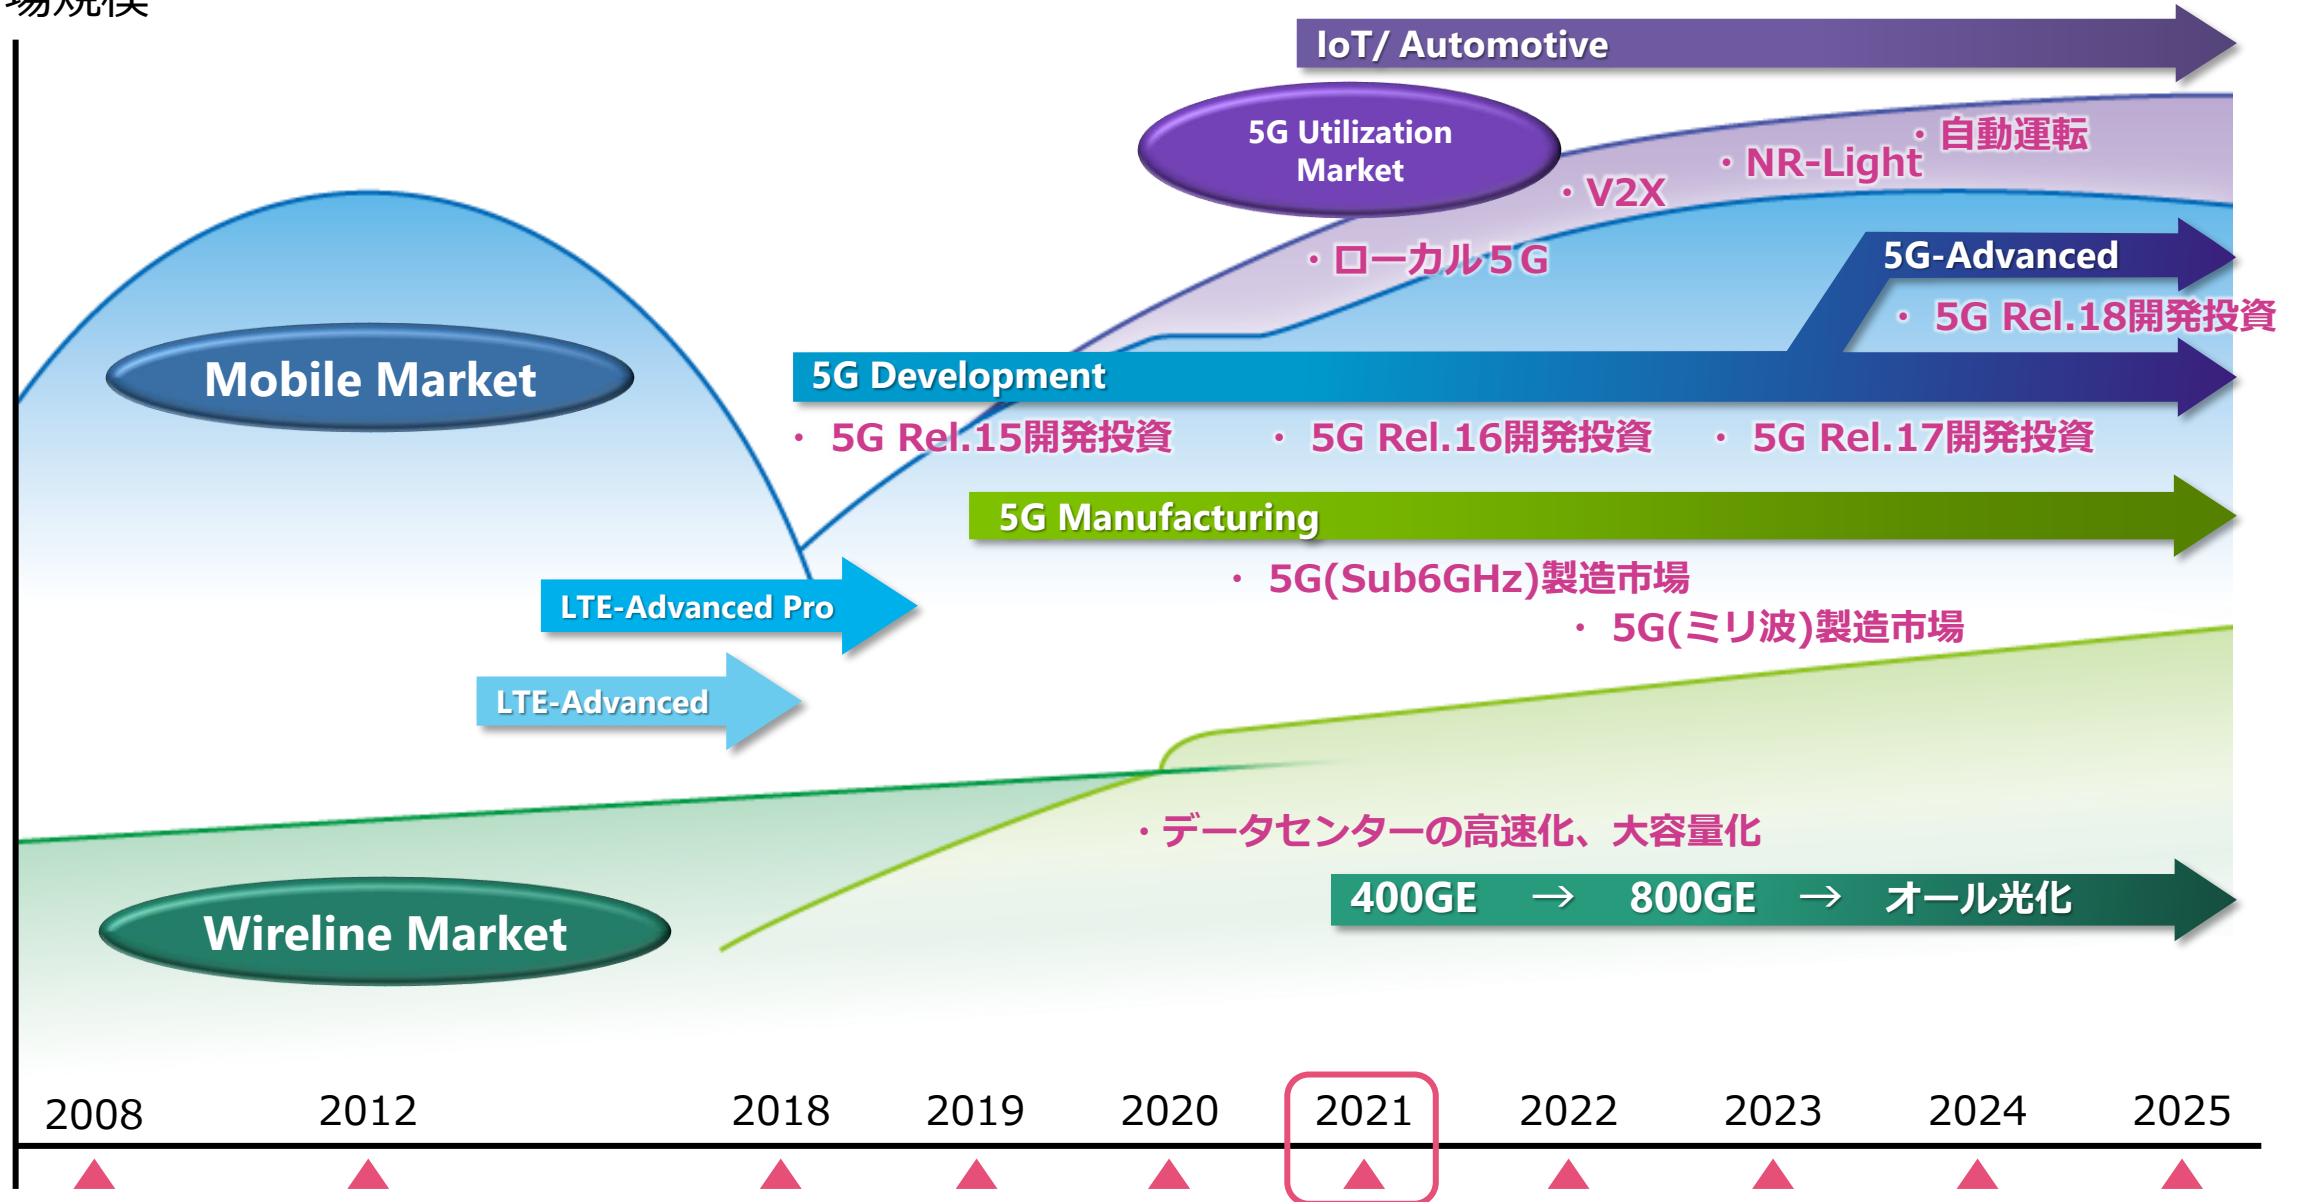 場規模
IoT/ Automotive
5G Utilization
Market
・自動運転
・NR-Light
・V2X
・ローカル５G
5G-Advanced
・ 5G Rel.18開発投資
Mobile Market
5G Development
・ 5G Rel.15開発投資
・ 5G Rel.16開発投資
・ 5G Rel.17開発投資
5G Manufacturing
・ 5G(Sub6GHz)製造市場
・ 5G(ミリ波)製造市場
LTE-Advanced Pro
LTE-Advanced
・データセンターの高速化、大容量化
400GE → 800GE → オール光化
Wireline Market
2008 2012 2018 2019 2020 2021 2022 2023 2024 2025